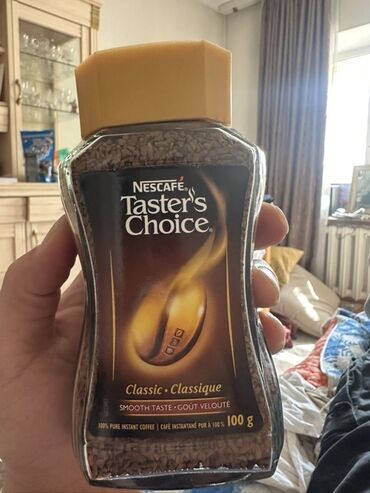 NESCAFÉ®
Taster's
Choice®
Classic • Classique
SMOOTH TASTE • GOÛT VELOUTÉ
100% PURE INSTANT COFFEE | CAFÉ INSTANTANÉ PUR À 100% 100 g